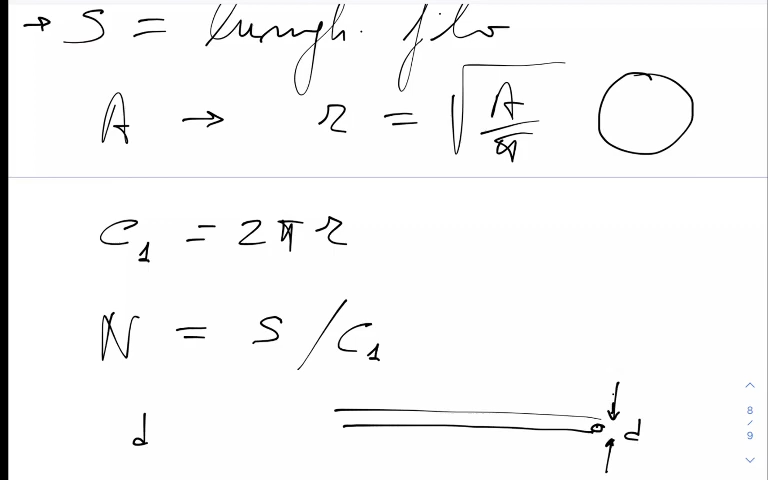 → S = lungh. filo
A → r = √(A/π)
C₁ = 2πr
N = S/C₁
d d
8
/
9